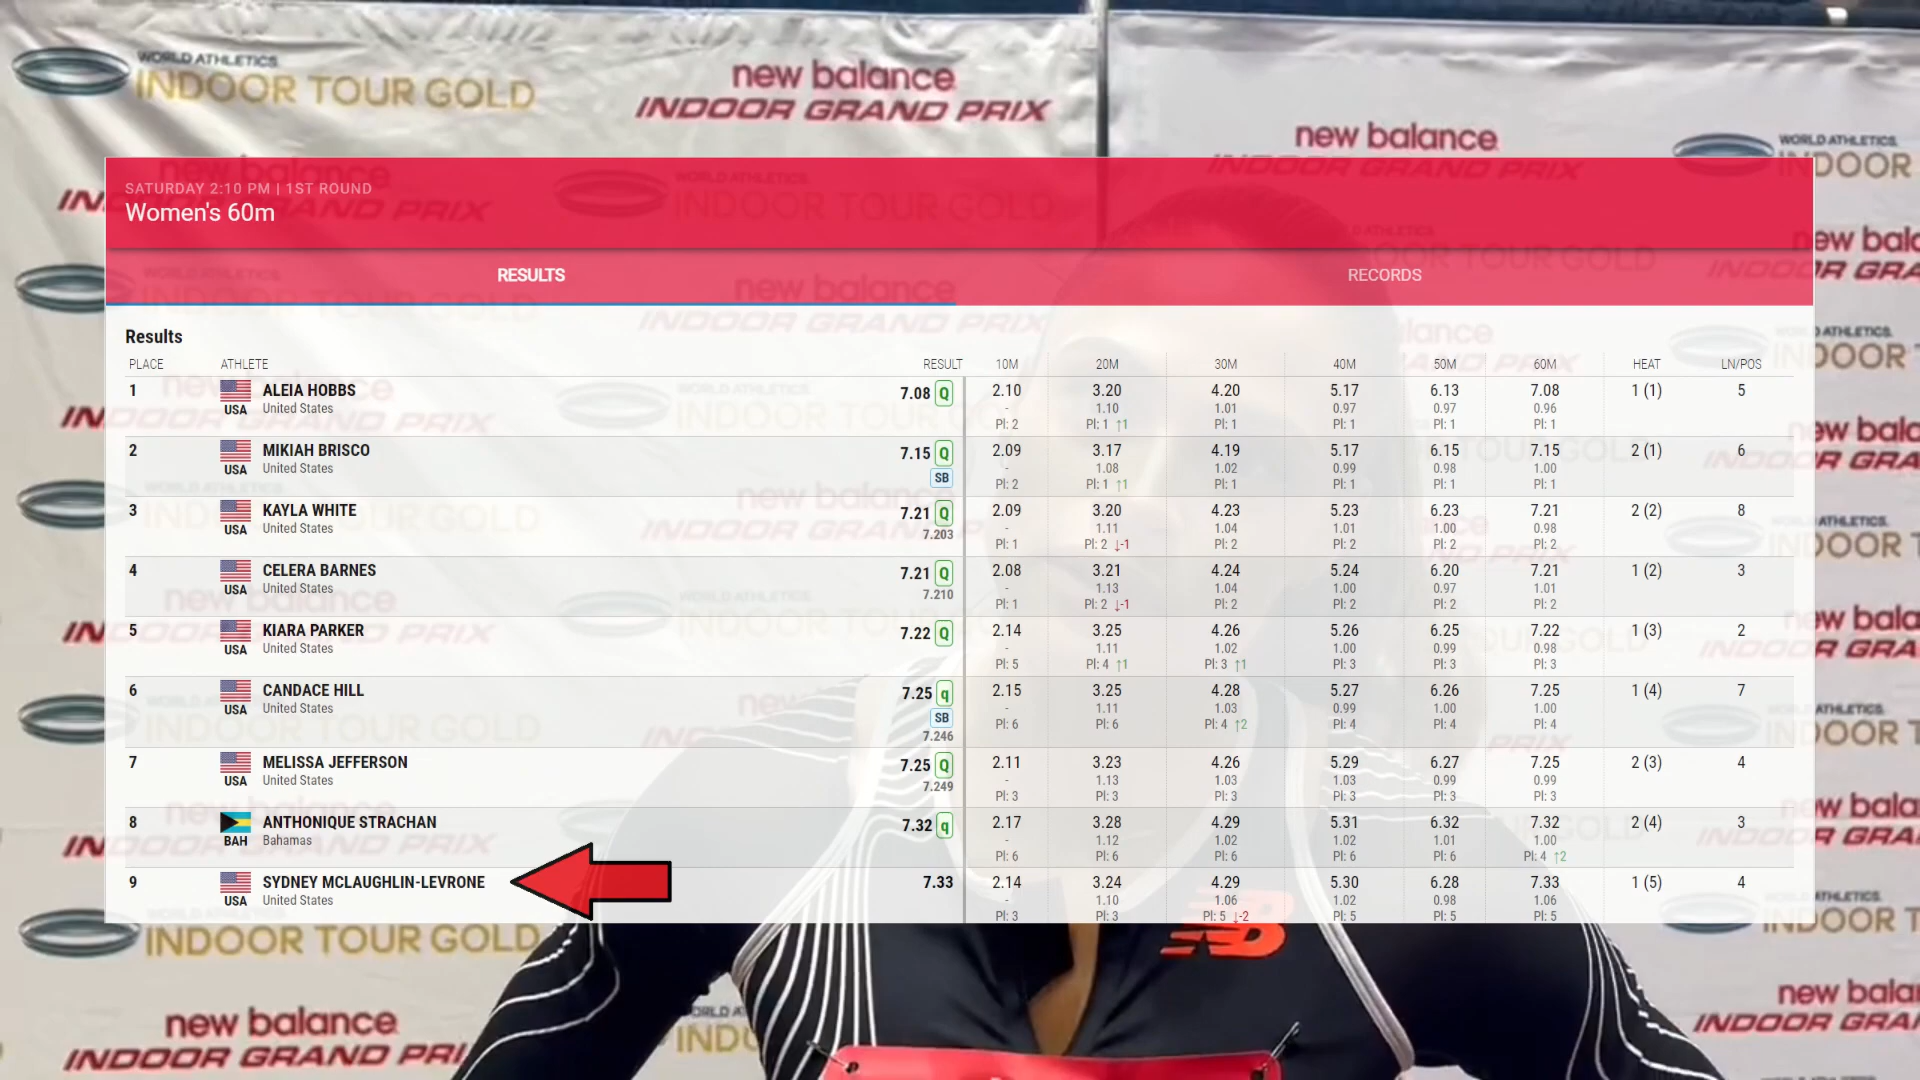 WORLD ATHLETICS
INDOOR TOUR GOLD
new balance
INDOOR GRAND PRIX
new balance
WORLD ATHLETICS
INDOOR
SATURDAY 2:10 PM | 1ST ROUND
Women's 60m
RESULTS RECORDS
Results
PLACE ATHLETE RESULT 10M 20M 30M 40M 50M 60M HEAT LN/POS
1 ALEIA HOBBS 7.08 Q 2.10 3.20 4.20 5.17 6.13 7.08 1 (1) 5
USA United States - 1.10 1.01 0.97 0.97 0.96
Pl: 2 Pl: 1 ↑1 Pl: 1 Pl: 1 Pl: 1 Pl: 1
2 MIKIAH BRISCO 7.15 Q 2.09 3.17 4.19 5.17 6.15 7.15 2 (1) 6
USA United States SB - 1.08 1.02 0.99 0.98 1.00
Pl: 2 Pl: 1 ↑1 Pl: 1 Pl: 1 Pl: 1 Pl: 1
3 KAYLA WHITE 7.21 Q 2.09 3.20 4.23 5.23 6.23 7.21 2 (2) 8
USA United States 7.203 - 1.11 1.04 1.01 1.00 0.98
Pl: 1 Pl: 2 ↓-1 Pl: 2 Pl: 2 Pl: 2 Pl: 2
4 CELERA BARNES 7.21 Q 2.08 3.21 4.24 5.24 6.20 7.21 1 (2) 3
USA United States 7.210 - 1.13 1.04 1.00 0.97 1.01
Pl: 1 Pl: 2 ↓-1 Pl: 2 Pl: 2 Pl: 2 Pl: 2
5 KIARA PARKER 7.22 Q 2.14 3.25 4.26 5.26 6.25 7.22 1 (3) 2
USA United States - 1.11 1.02 1.00 0.99 0.98
Pl: 5 Pl: 4 ↑1 Pl: 3 ↑1 Pl: 3 Pl: 3 Pl: 3
6 CANDACE HILL 7.25 q 2.15 3.25 4.28 5.27 6.26 7.25 1 (4) 7
USA United States SB - 1.11 1.03 0.99 1.00 1.00
7.246 Pl: 6 Pl: 6 Pl: 4 ↑2 Pl: 4 Pl: 4 Pl: 4
7 MELISSA JEFFERSON 7.25 Q 2.11 3.23 4.26 5.29 6.27 7.25 2 (3) 4
USA United States 7.249 - 1.13 1.03 1.03 0.99 0.99
Pl: 3 Pl: 3 Pl: 3 Pl: 3 Pl: 3 Pl: 3
8 ANTHONIQUE STRACHAN 7.32 q 2.17 3.28 4.29 5.31 6.32 7.32 2 (4) 3
BAH Bahamas - 1.12 1.02 1.02 1.01 1.00
Pl: 6 Pl: 6 Pl: 6 Pl: 6 Pl: 6 Pl: 4 ↑2
9 SYDNEY MCLAUGHLIN-LEVRONE 7.33 2.14 3.24 4.29 5.30 6.28 7.33 1 (5) 4
USA United States - 1.10 1.06 1.02 0.98 1.06
Pl: 3 Pl: 3 Pl: 5 ↓-2 Pl: 5 Pl: 5 Pl: 5
INDOOR TOUR GOLD
new balance
INDOOR GRAND PRI